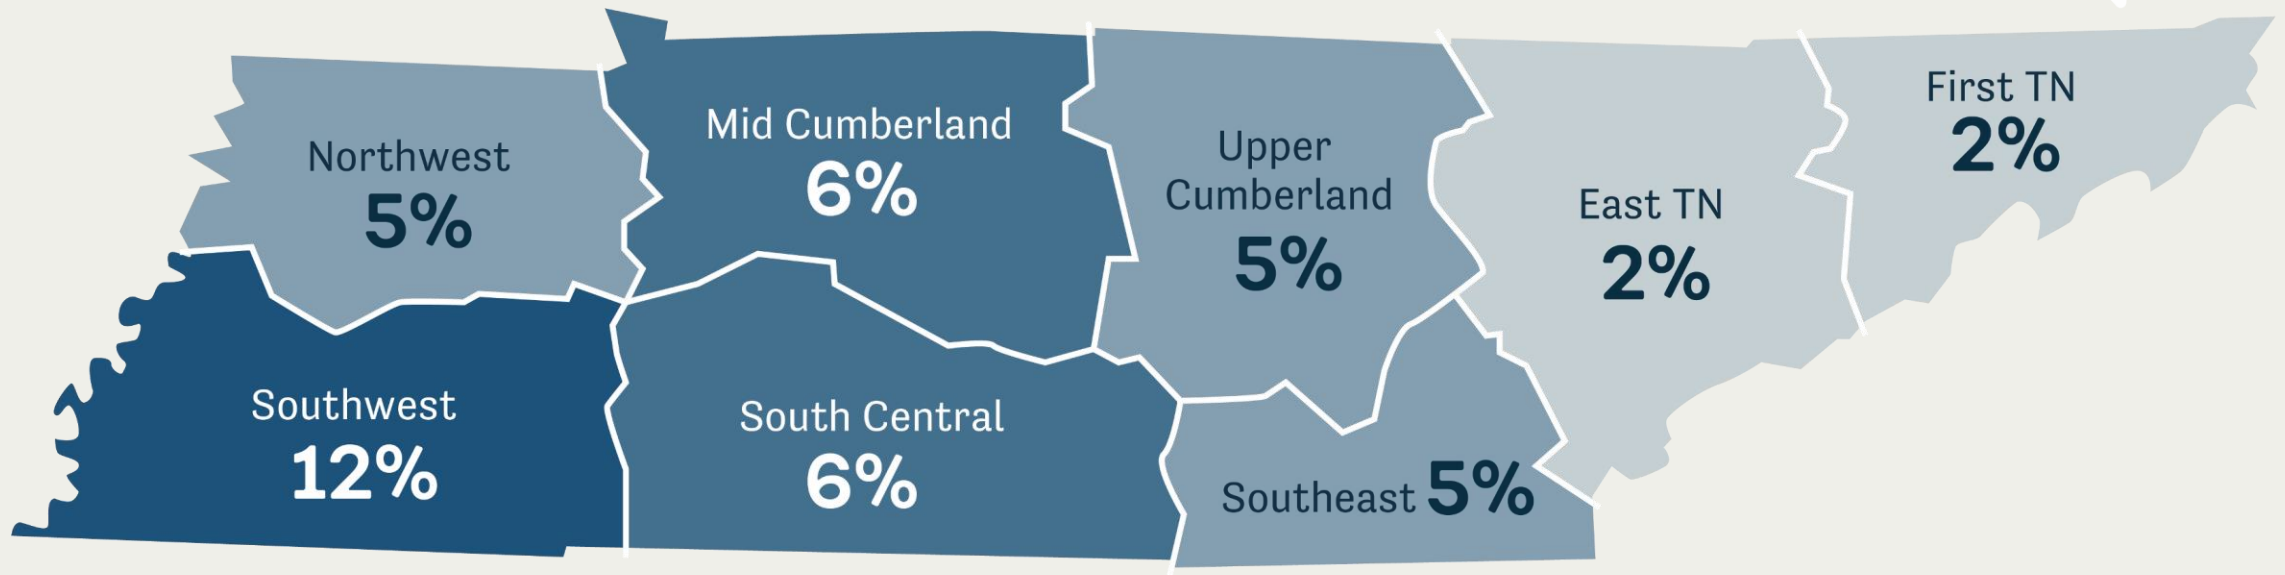 Northwest
5%
Mid Cumberland
6%
Upper
Cumberland
5%
East TN
2%
First TN
2%
Southwest
12%
South Central
6%
Southeast 5%